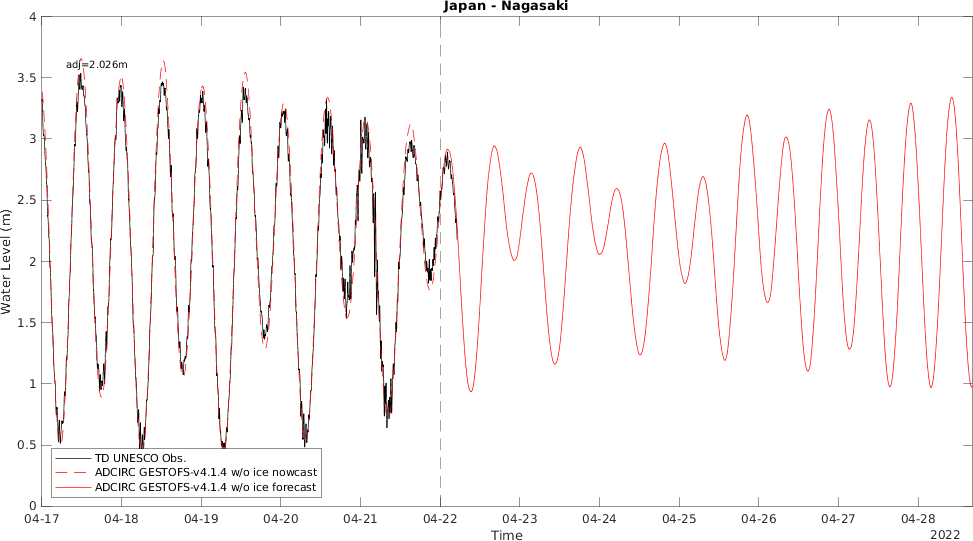 Japan - Nagasaki
4
3.5
3
2.5
2
1.5
1
0.5
0
Water Level (m)
adj=2.026m
TD UNESCO Obs.
ADCIRC GESTOFS-v4.1.4 w/o ice nowcast
ADCIRC GESTOFS-v4.1.4 w/o ice forecast
04-17 04-18 04-19 04-20 04-21 04-22 04-23 04-24 04-25 04-26 04-27 04-28
Time
2022